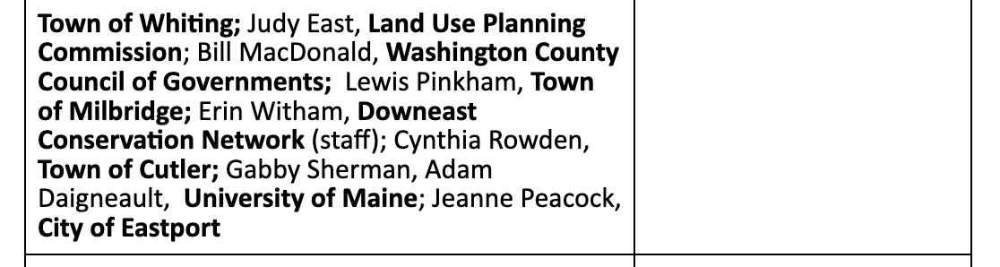 Town of Whiting; Judy East, Land Use Planning
Commission; Bill MacDonald, Washington County
Council of Governments;  Lewis Pinkham, Town
of Milbridge; Erin Witham, Downeast
Conservation Network (staff); Cynthia Rowden,
Town of Cutler; Gabby Sherman, Adam
Daigneault,  University of Maine; Jeanne Peacock,
City of Eastport